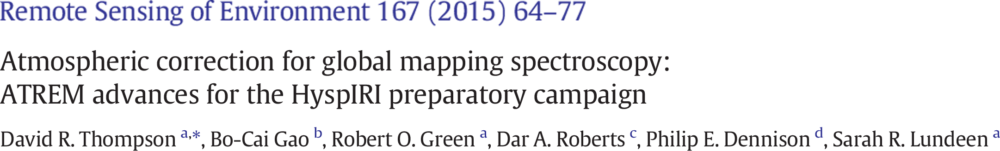 Remote Sensing of Environment 167 (2015) 64–77
Atmospheric correction for global mapping spectroscopy:
ATREM advances for the HyspIRI preparatory campaign
David R. Thompson a,*, Bo-Cai Gao b, Robert O. Green a, Dar A. Roberts c, Philip E. Dennison d, Sarah R. Lundeen a